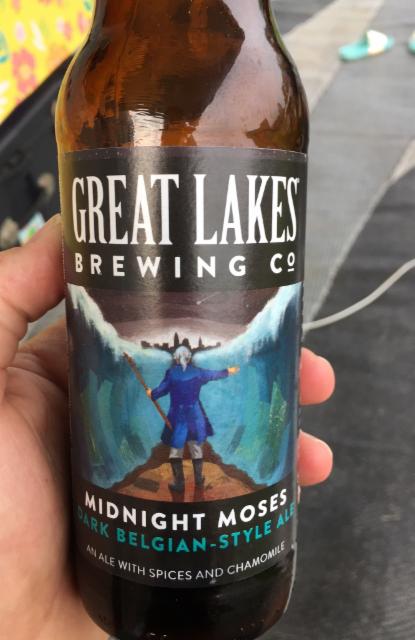 GREAT LAKES
BREWING Co
MIDNIGHT MOSES
DARK BELGIAN-STYLE ALE
AN ALE WITH SPICES AND CHAMOMILE